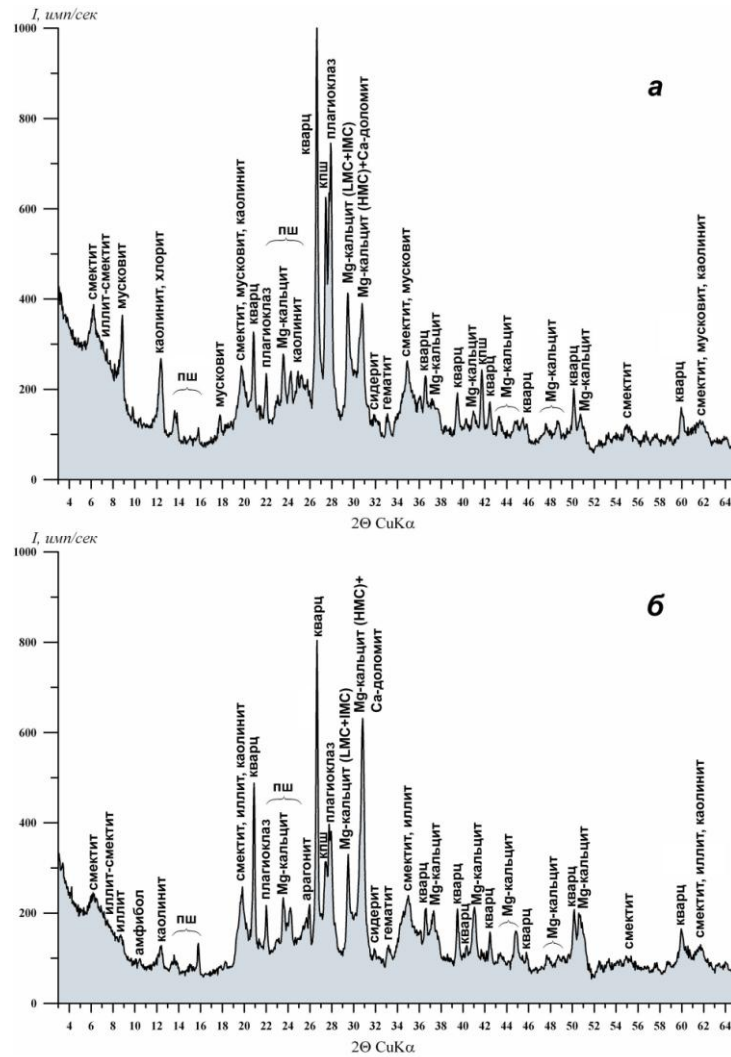 I, имп/сек
а
1000
800
600
400
200
0
смектит
иллит-смектит
мусковит
каолинит, хлорит
пш
мусковит
смектит, мусковит, каолинит
кварц
плагиоклаз
пш
Mg-кальцит
каолинит
кварц
кпш
плагиоклаз
Mg-кальцит (LMC+IMC)
Mg-кальцит (HMC)+Ca-доломит
сидерит
гематит
смектит, мусковит
кварц
Mg-кальцит
кварц
Mg-кальцит
кпш
кварц
Mg-кальцит
кварц
Mg-кальцит
кварц
Mg-кальцит
смектит
кварц
смектит, мусковит, каолинит
4 6 8 10 12 14 16 18 20 22 24 26 28 30 32 34 36 38 40 42 44 46 48 50 52 54 56 58 60 62 64
2Θ CuKα
I, имп/сек
б
1000
800
600
400
200
0
смектит
иллит-смектит
иллит
амфибол
каолинит
пш
смектит, иллит, каолинит
кварц
плагиоклаз
пш
Mg-кальцит
арагонит
кварц
кпш
плагиоклаз
Mg-кальцит (LMC+IMC)
Mg-кальцит (HMC)+
Ca-доломит
сидерит
гематит
смектит, иллит
кварц
Mg-кальцит
кварц
кварц
Mg-кальцит
кварц
Mg-кальцит
кварц
Mg-кальцит
кварц
Mg-кальцит
смектит
кварц
смектит, иллит, каолинит
4 6 8 10 12 14 16 18 20 22 24 26 28 30 32 34 36 38 40 42 44 46 48 50 52 54 56 58 60 62 64
2Θ CuKα